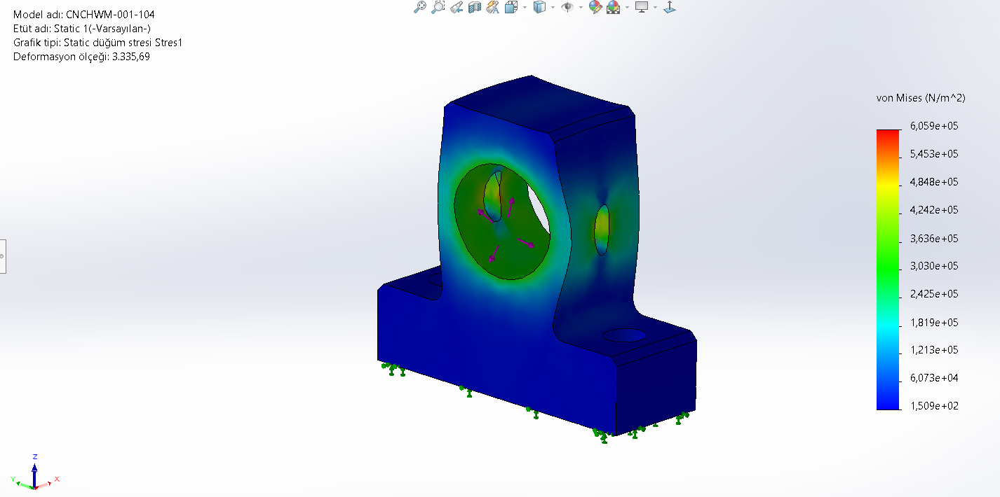 Model adı: CNCHWM-001-104
Etüt adı: Static 1(-Varsayılan-)
Grafik tipi: Static düğüm stresi Stres1
Deformasyon ölçeği: 3.335,69
von Mises (N/m^2)
6,059e+05
5,453e+05
4,848e+05
4,242e+05
3,636e+05
3,030e+05
2,425e+05
1,819e+05
1,213e+05
6,073e+04
1,509e+02
Z
Y
X